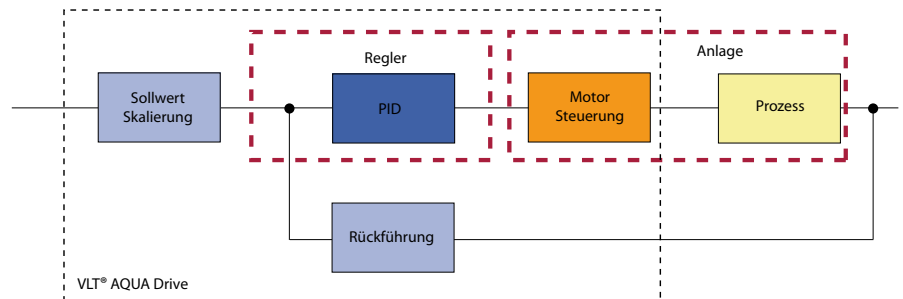 Regler
Anlage
Sollwert
Skalierung
PID
Motor
Steuerung
Prozess
Rückführung
VLT® AQUA Drive